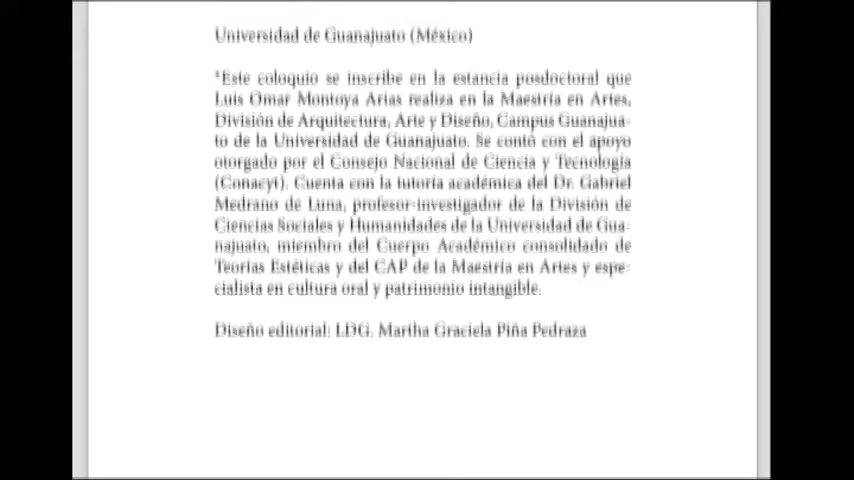 Universidad de Guanajuato (México)
*Este coloquio se inscribe en la estancia posdoctoral que
Luis Omar Montoya Arias realiza en la Maestría en Artes,
División de Arquitectura, Arte y Diseño, Campus Guanajua-
to de la Universidad de Guanajuato. Se contó con el apoyo
otorgado por el Consejo Nacional de Ciencia y Tecnología
(Conacyt). Cuenta con la tutoría académica del Dr. Gabriel
Medrano de Luna, profesor-investigador de la División de
Ciencias Sociales y Humanidades de la Universidad de Gua-
najuato, miembro del Cuerpo Académico consolidado de
Teorías Estéticas y del CAP de la Maestría en Artes y espe-
cialista en cultura oral y patrimonio intangible.
Diseño editorial: LDG. Martha Graciela Piña Pedraza